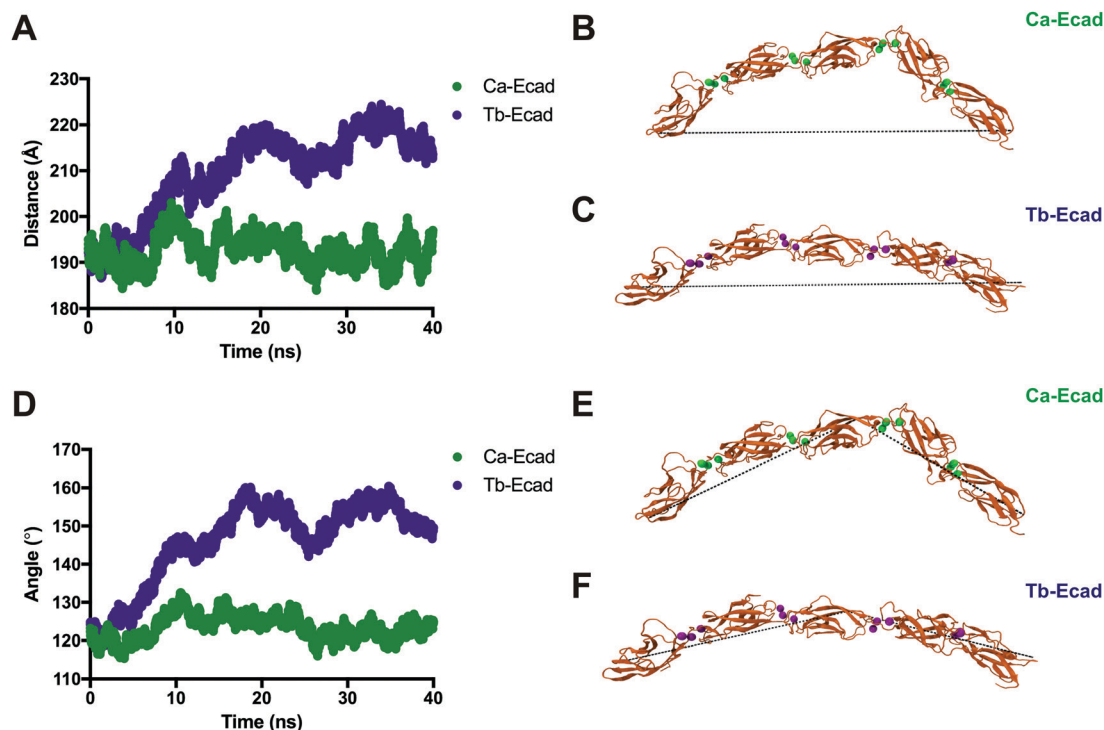 A
230
220
210
200
190
180
Distance (Å)
0
10
20
30
40
Time (ns)
Ca-Ecad
Tb-Ecad
B
Ca-Ecad
C
Tb-Ecad
D
170
160
150
140
130
120
110
Angle (°)
0
10
20
30
40
Time (ns)
Ca-Ecad
Tb-Ecad
E
Ca-Ecad
F
Tb-Ecad